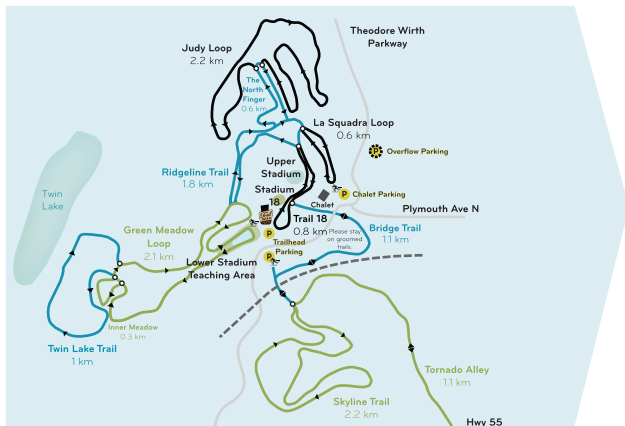 Theodore Wirth
Parkway
Judy Loop
2.2 km
The
North
Finger
0.6 km
La Squadra Loop
0.6 km
P
Overflow Parking
Ridgeline Trail
1.8 km
Upper
Stadium
Stadium
18
Chalet
P
Chalet Parking
Twin
Lake
Plymouth Ave N
Trail 18
0.8 km
Please stay
on groomed
trails.
Bridge Trail
1.1 km
Green Meadow
Loop
2.1 km
P
Trailhead
Parking
P
Lower Stadium
Teaching Area
Inner Meadow
0.3 km
Twin Lake Trail
1 km
Tornado Alley
1.1 km
Skyline Trail
2.2 km
Hwy 55